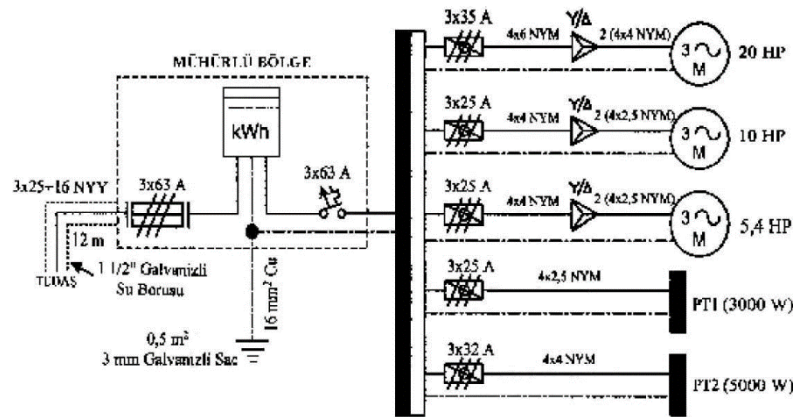 MÜHÜRLÜ BÖLGE
kWh
3x25+16 NYY
3x63 A
3x63 A
12 m
TEDAŞ
1 1/2" Galvanizli
Su Borusu
16 mm² Cu
0,5 m²
3 mm Galvanizli Sac
3x35 A
4x6 NYM
Y/Δ
2 (4x4 NYM)
3
M
20 HP
3x25 A
4x4 NYM
Y/Δ
2 (4x2,5 NYM)
3
M
10 HP
3x25 A
4x4 NYM
Y/Δ
2 (4x2,5 NYM)
3
M
5,4 HP
3x25 A
4x2,5 NYM
PT1 (3000 W)
3x32 A
4x4 NYM
PT2 (5000 W)